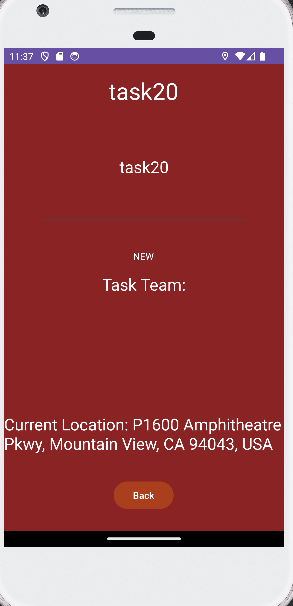 11:37
task20
task20
NEW
Task Team:
Current Location: P1600 Amphitheatre
Pkwy, Mountain View, CA 94043, USA
Back